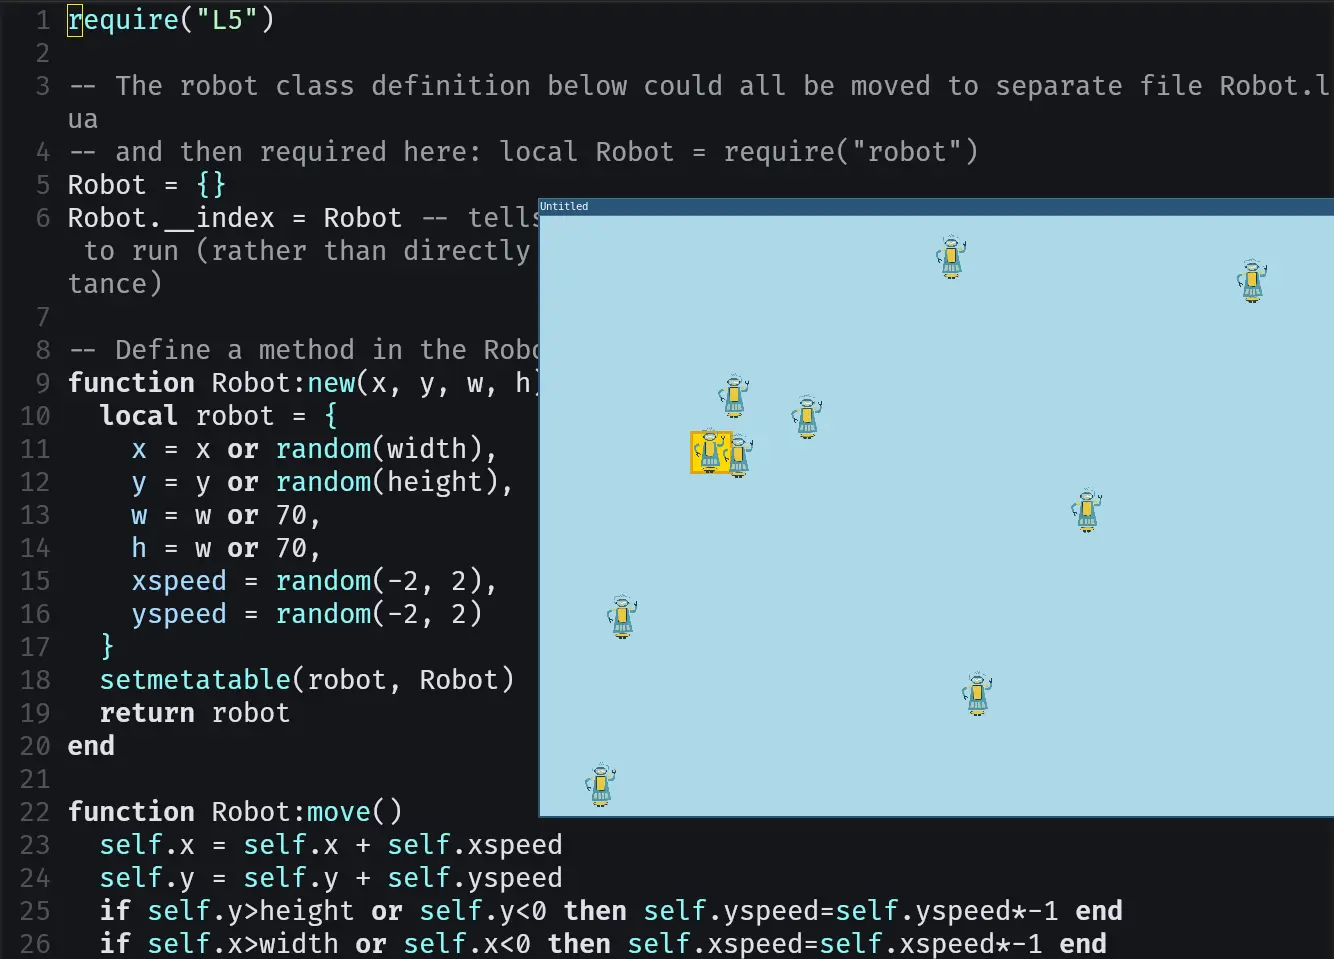 1 require("L5")
2
3 -- The robot class definition below could all be moved to separate file Robot.l
ua
4 -- and then required here: local Robot = require("robot")
5 Robot = {}
6 Robot.__index = Robot -- tells
to run (rather than directly
tance)
7
8 -- Define a method in the Robo
9 function Robot:new(x, y, w, h)
10 local robot = {
11 x = x or random(width),
12 y = y or random(height),
13 w = w or 70,
14 h = w or 70,
15 xspeed = random(-2, 2),
16 yspeed = random(-2, 2)
17 }
18 setmetatable(robot, Robot)
19 return robot
20 end
21
22 function Robot:move()
23 self.x = self.x + self.xspeed
24 self.y = self.y + self.yspeed
25 if self.y>height or self.y<0 then self.yspeed=self.yspeed*-1 end
26 if self.x>width or self.x<0 then self.xspeed=self.xspeed*-1 end
Untitled